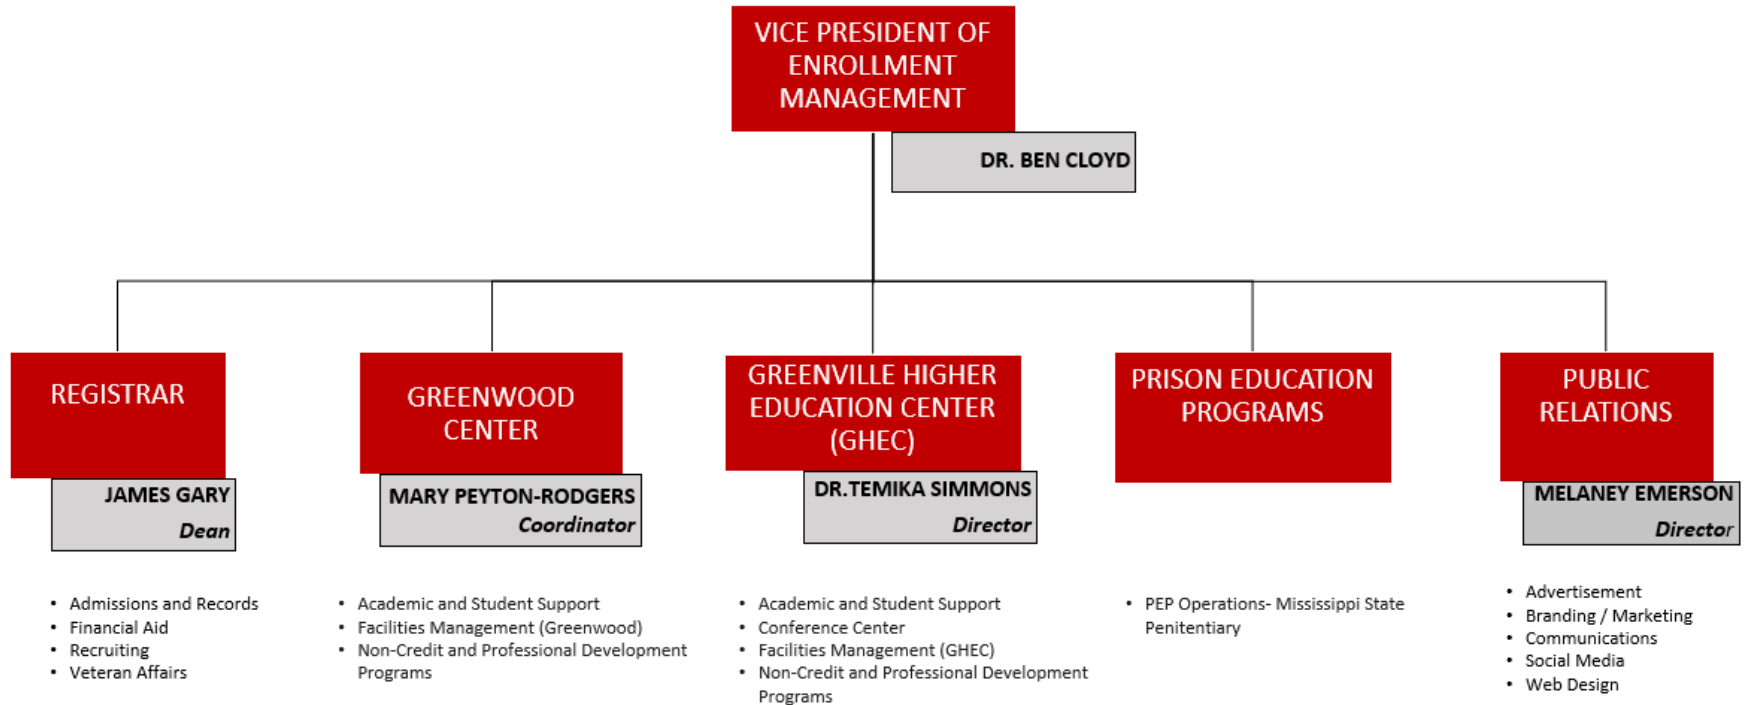 VICE PRESIDENT OF
ENROLLMENT
MANAGEMENT
DR. BEN CLOYD
REGISTRAR
JAMES GARY
Dean
• Admissions and Records
• Financial Aid
• Recruiting
• Veteran Affairs
GREENWOOD
CENTER
MARY PEYTON-RODGERS
Coordinator
• Academic and Student Support
• Facilities Management (Greenwood)
• Non-Credit and Professional Development
Programs
GREENVILLE HIGHER
EDUCATION CENTER
(GHEC)
DR.TEMIKA SIMMONS
Director
• Academic and Student Support
• Conference Center
• Facilities Management (GHEC)
• Non-Credit and Professional Development
Programs
PRISON EDUCATION
PROGRAMS
• PEP Operations- Mississippi State
Penitentiary
PUBLIC
RELATIONS
MELANEY EMERSON
Director
• Advertisement
• Branding / Marketing
• Communications
• Social Media
• Web Design